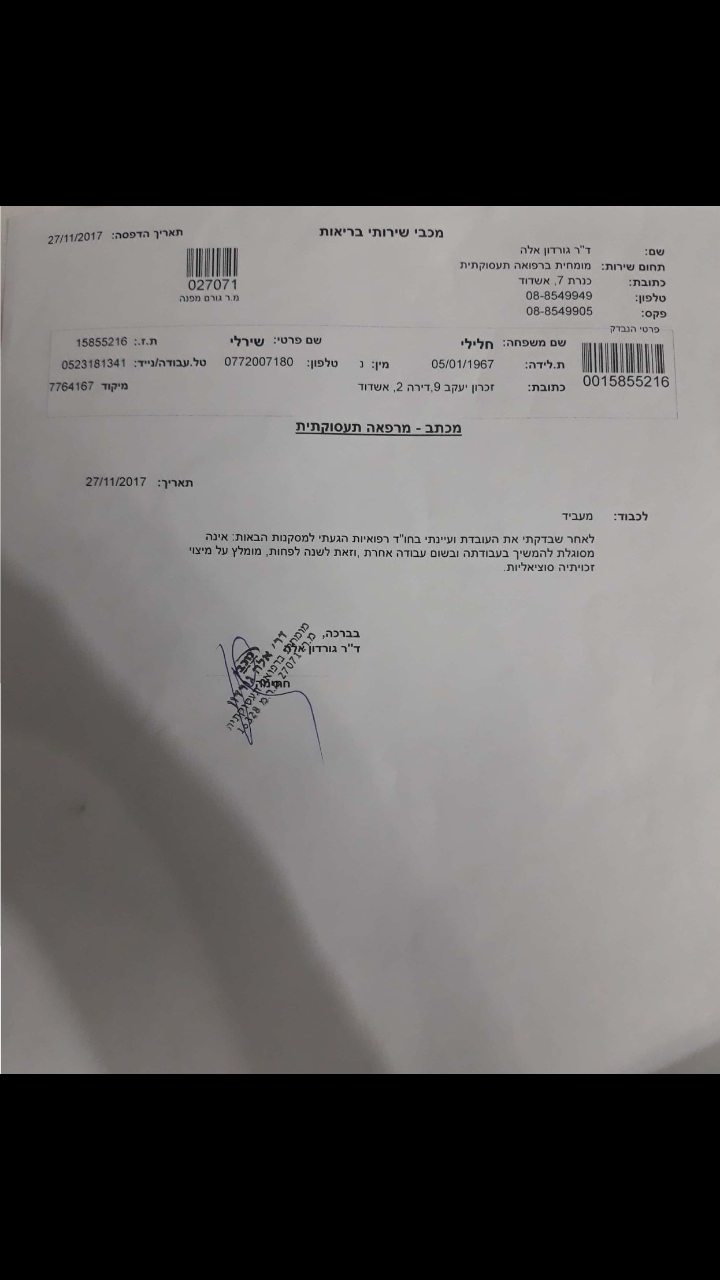 מכבי שירותי בריאות
תאריך הדפסה: 27/11/2017
שם: ד"ר גורדון אלה
תחום שירות: מומחית ברפואה תעסוקתית
כתובת: כנרת 7, אשדוד
טלפון: 08-8549949
פקס: 08-8549905
027071
מ.ר גורם מפנה
פרטי הנבדק
0015855216
שם משפחה: חלילי שם פרטי: שירלי ת.ז.: 15855216
ת.לידה: 05/01/1967 מין: נ טלפון: 0772007180 טל.עבודה/נייד: 0523181341
כתובת: זכרון יעקב 9,דירה 2, אשדוד מיקוד 7764167
מכתב - מרפאה תעסוקתית
תאריך: 27/11/2017
לכבוד: מעביד
לאחר שבדקתי את העובדת ועיינתי בחו"ד רפואיות הגעתי למסקנות הבאות: אינה
מסוגלת להמשיך בעבודתה ובשום עבודה אחרת ,וזאת לשנה לפחות, מומלץ על מיצוי
זכויתיה סוציאליות.
בברכה,
ד"ר גורדון אלה
חתימה
מכבי
דר' אלה גורדון
מומחית ברפואה תעסוקתית